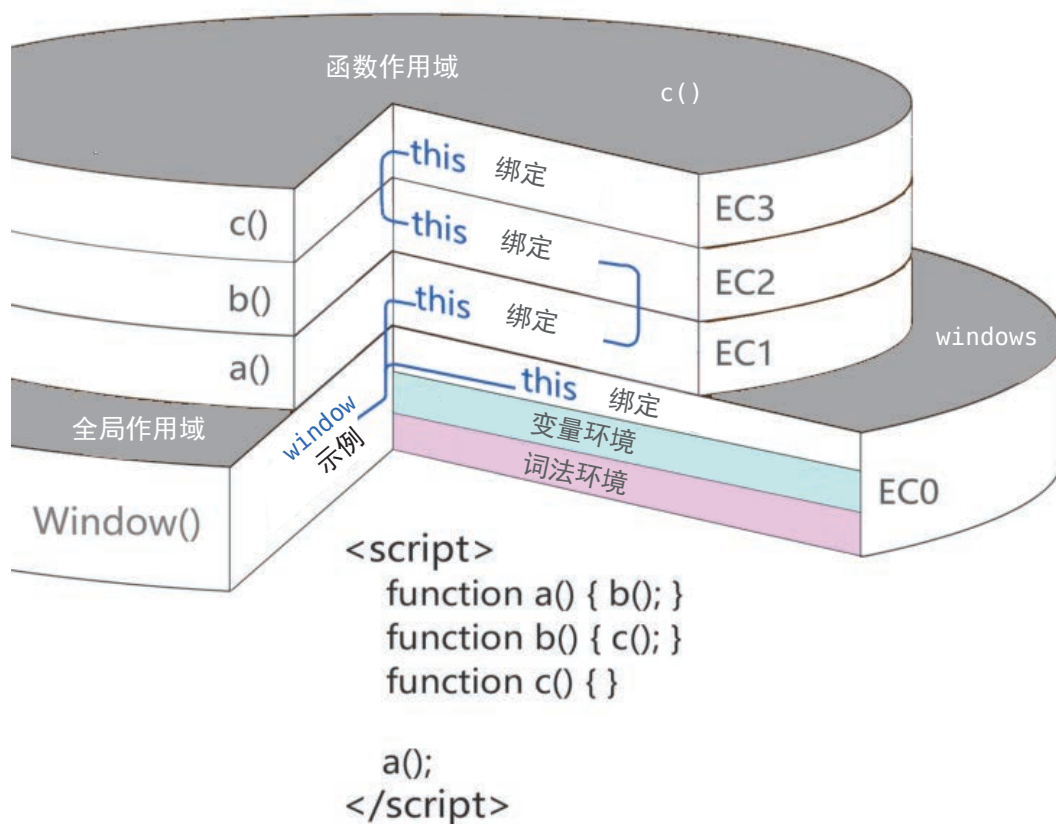 函数作用域
c()
this 绑定
c()
EC3
this 绑定
b()
EC2
this 绑定
a()
EC1
windows
this 绑定
全局作用域
window
示例
变量环境
词法环境
Window()
EC0
<script>
function a() { b(); }
function b() { c(); }
function c() { }
a();
</script>